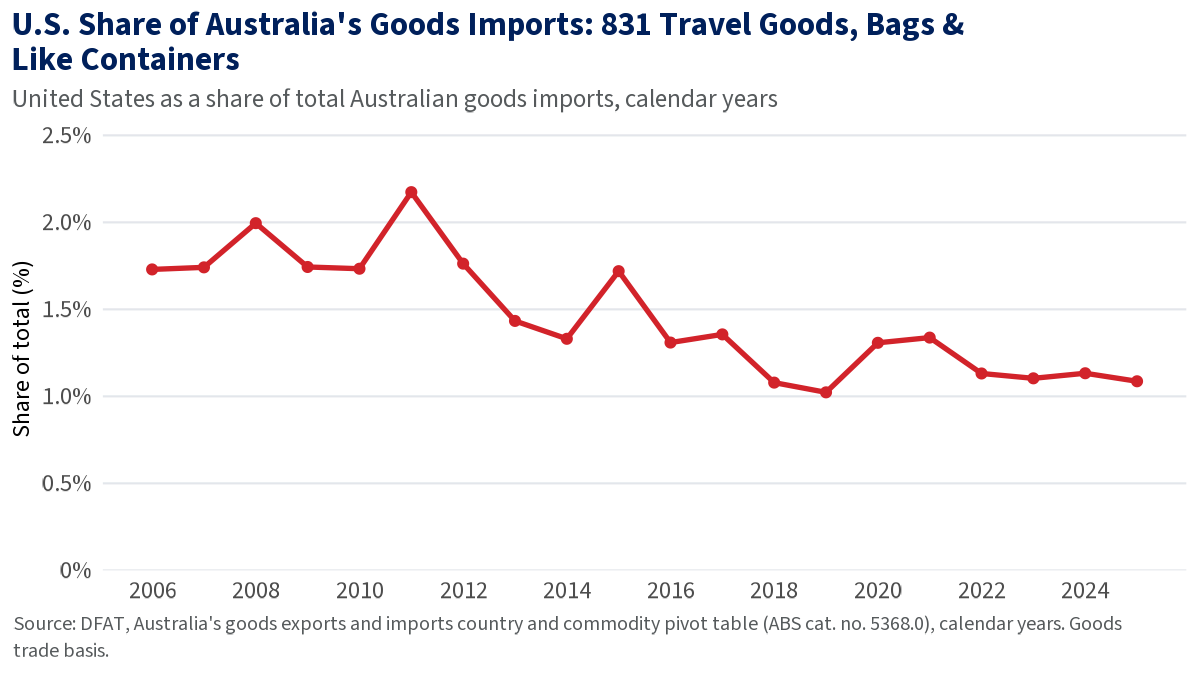 U.S. Share of Australia's Goods Imports: 831 Travel Goods, Bags &
Like Containers
United States as a share of total Australian goods imports, calendar years
2.5%
2.0%
1.5%
1.0%
0.5%
0%
Share of total (%)
2006 2008 2010 2012 2014 2016 2018 2020 2022 2024
Source: DFAT, Australia's goods exports and imports country and commodity pivot table (ABS cat. no. 5368.0), calendar years. Goods
trade basis.